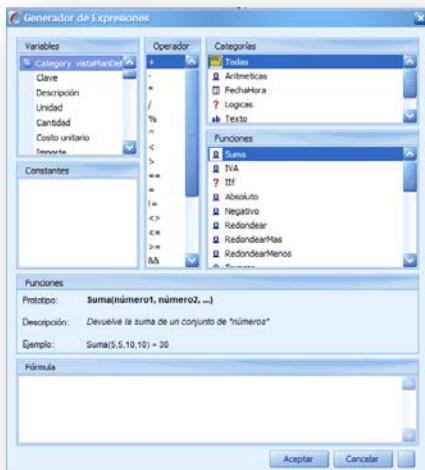 Generador de Expresiones
Variables
Category vistaPlanDet
Clave
Descripción
Unidad
Cantidad
Costo unitario
Importe
Constantes
Operador
+
-
*
/
%
^
<
>
==
=
!=
<>
<=
>=
&&
Categorías
Todas
Aritmeticas
FechaHora
? Logicas
ab Texto
Funciones
Suma
IVA
? IIf
Absoluto
Negativo
Redondear
RedondearMas
RedondearMenos
Truncar
Funciones
Prototipo: Suma(número1, número2, ...)
Descripción: Devuelve la suma de un conjunto de "números"
Ejemplo: Suma(5,5,10,10) = 30
Fórmula
Aceptar Cancelar